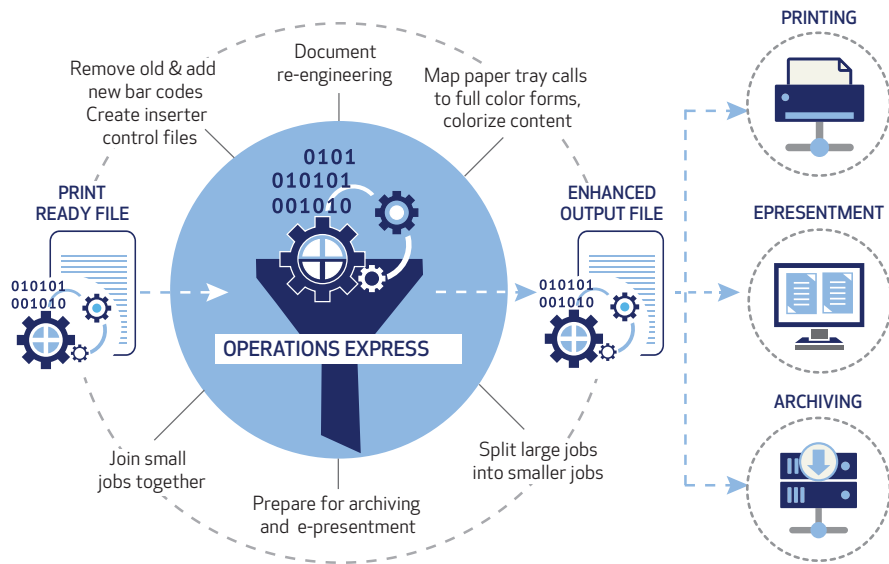 PRINTING
Document
re-engineering
Remove old & add
new bar codes
Create inserter
control files
Map paper tray calls
to full color forms,
colorize content
0101
010101
001010
PRINT
READY FILE
010101
001010
ENHANCED
OUTPUT FILE
010101
001010
EPRESENTMENT
OPERATIONS EXPRESS
ARCHIVING
Join small
jobs together
Prepare for archiving
and e-presentment
Split large jobs
into smaller jobs